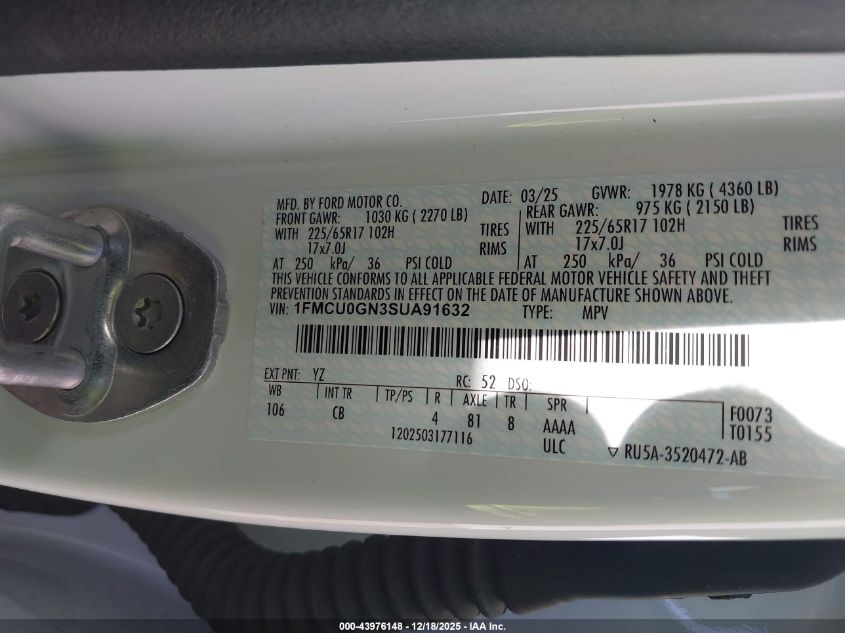 MFD. BY FORD MOTOR CO. DATE: 03/25 GVWR: 1978 KG ( 4360 LB)
FRONT GAWR: 1030 KG ( 2270 LB) REAR GAWR: 975 KG ( 2150 LB)
WITH 225/65R17 102H TIRES WITH 225/65R17 102H TIRES
17x7.0J RIMS 17x7.0J RIMS
AT 250 kPa/ 36 PSI COLD AT 250 kPa/ 36 PSI COLD
THIS VEHICLE CONFORMS TO ALL APPLICABLE FEDERAL MOTOR VEHICLE SAFETY AND THEFT
PREVENTION STANDARDS IN EFFECT ON THE DATE OF MANUFACTURE SHOWN ABOVE.
VIN: 1FMCU0GN3SUA91632 TYPE: MPV
EXT PNT: YZ RC: 52 DSO:
WB INT TR TP/PS R AXLE TR SPR
106 CB 4 81 8 AAAA F0073
1202503177116 ULC T0155
RU5A-3520472-AB
000-43976148 - 12/18/2025 - IAA Inc.